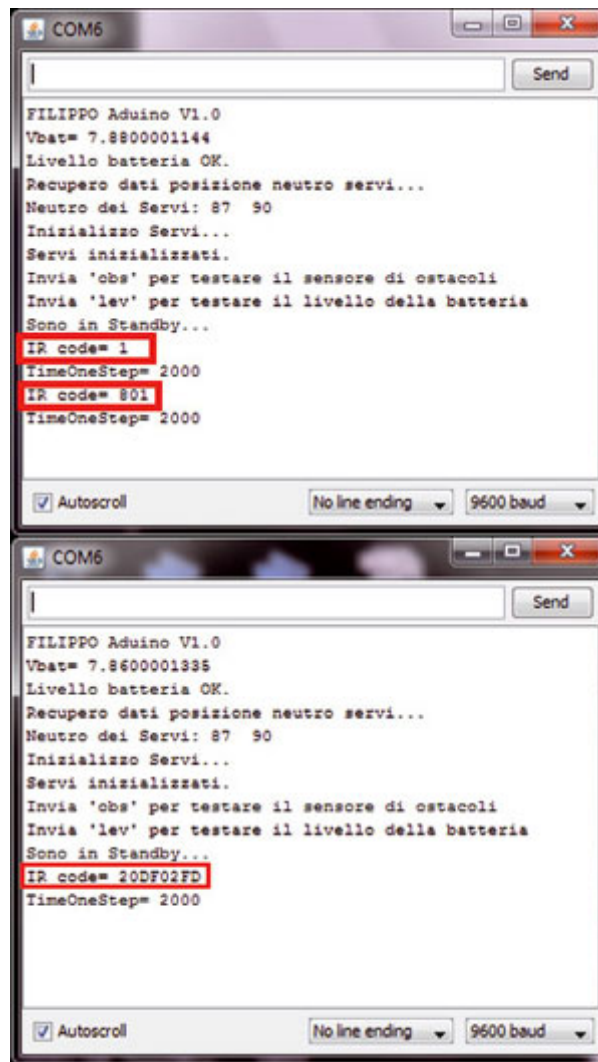 COM6
Send
FILIPPO Aduino V1.0
Vbat= 7.8800001144
Livello batteria OK.
Recupero dati posizione neutro servi...
Neutro dei Servi: 87 90
Inizializzo Servi...
Servi inizializzati.
Invia 'obs' per testare il sensore di ostacoli
Invia 'lev' per testare il livello della batteria
Sono in Standby...
IR code= 1
TimeOneStep= 2000
IR code= 801
TimeOneStep= 2000
Autoscroll No line ending 9600 baud
COM6
Send
FILIPPO Aduino V1.0
Vbat= 7.8600001335
Livello batteria OK.
Recupero dati posizione neutro servi...
Neutro dei Servi: 87 90
Inizializzo Servi...
Servi inizializzati.
Invia 'obs' per testare il sensore di ostacoli
Invia 'lev' per testare il livello della batteria
Sono in Standby...
IR code= 20DF02FD
TimeOneStep= 2000
Autoscroll No line ending 9600 baud